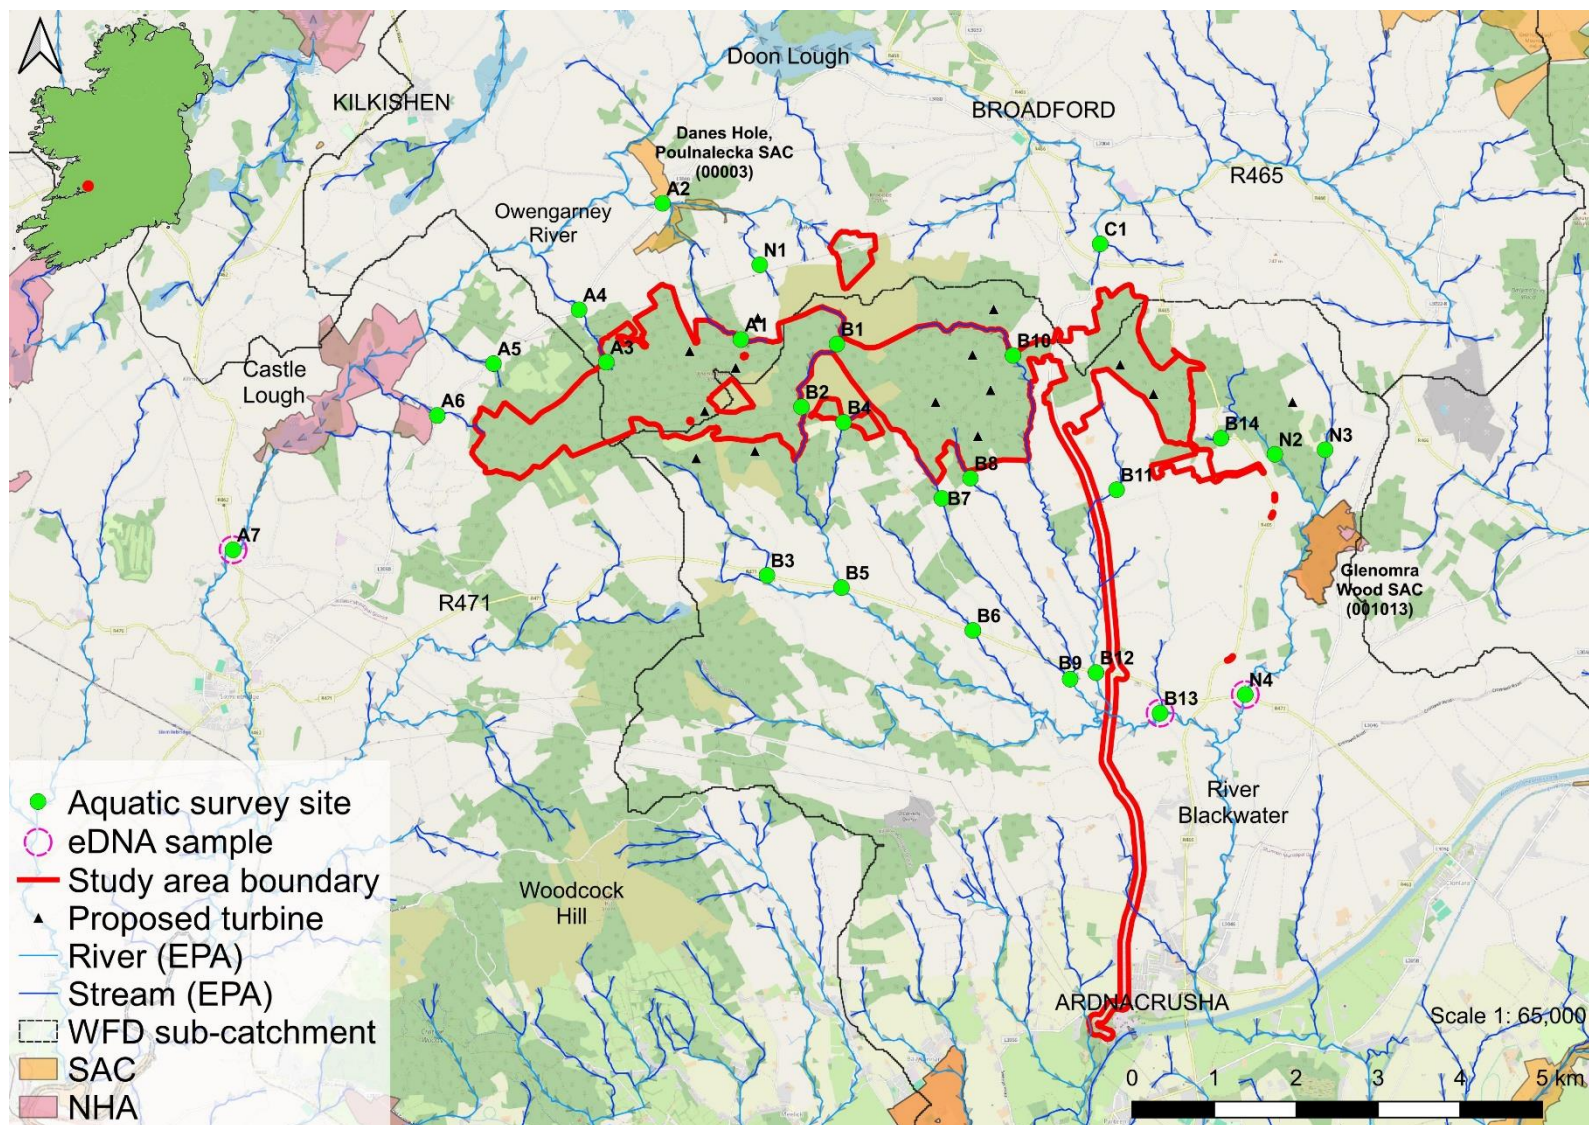 Doon Lough
KILKISHEN
BROADFORD
Danes Hole,
Poulnalecka SAC
(00003)
R465
A2
Owengarney
River
C1
N1
A4
A1
B1
B10
A3
A5
Castle
Lough
A6
B2
B4
B14
N2
N3
B8
B11
B7
A7
Glenomra
Wood SAC
(001013)
B3
B5
R471
B6
B9
B12
B13
N4
River
Blackwater
Woodcock
Hill
ARDNACRUSHA
Aquatic survey site
eDNA sample
Study area boundary
Proposed turbine
River (EPA)
Stream (EPA)
WFD sub-catchment
SAC
NHA
Scale 1: 65,000
0 1 2 3 4 5 km